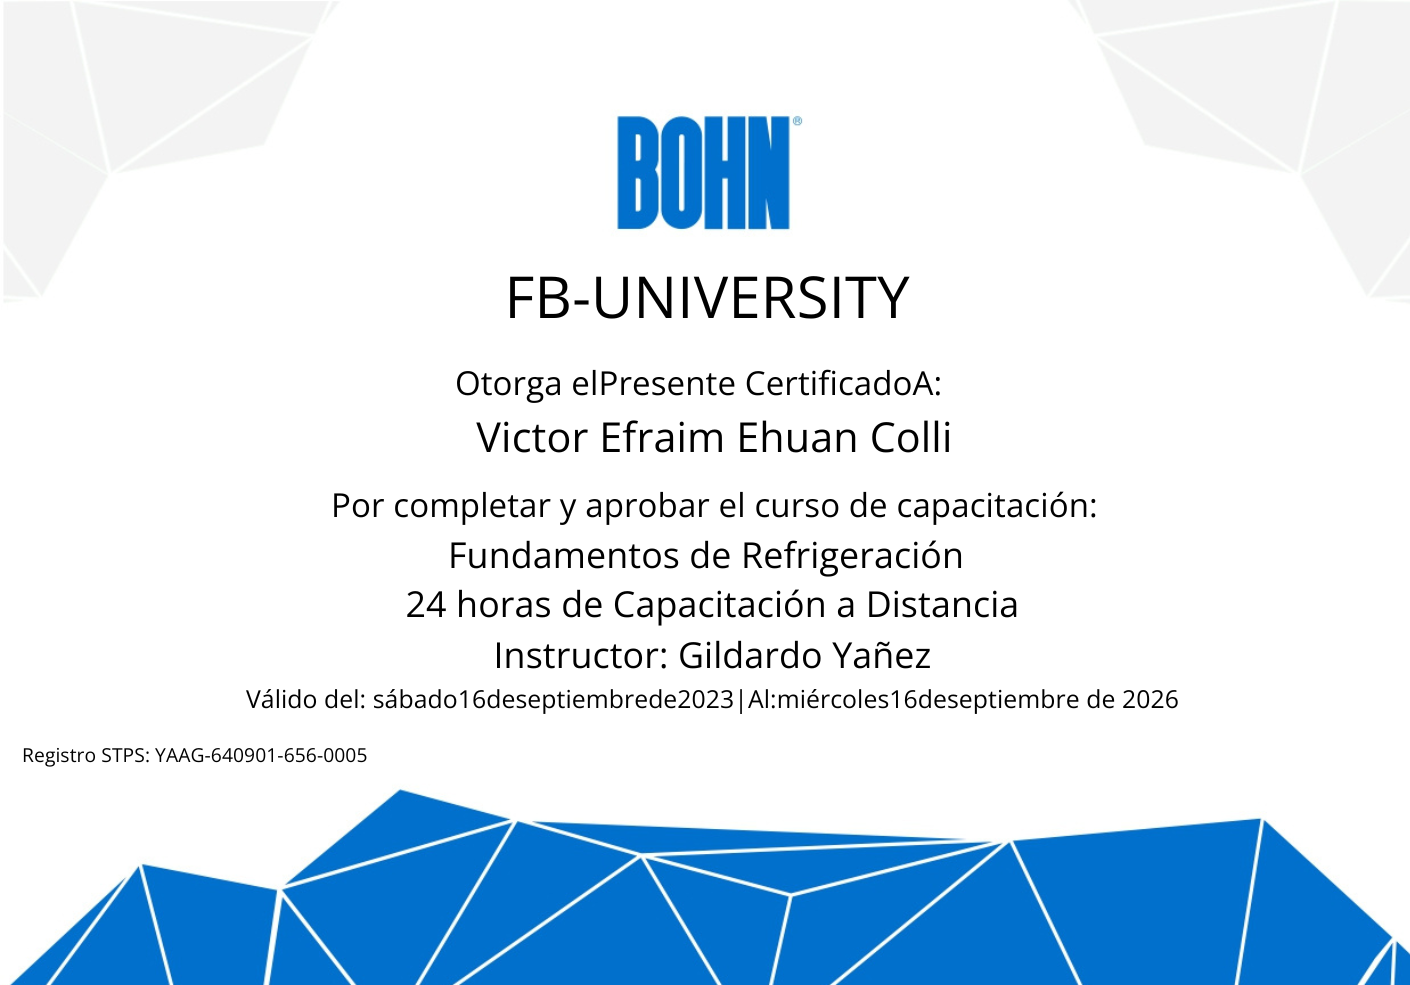 BOHN®
FB-UNIVERSITY
Otorga elPresente CertificadoA:
Victor Efraim Ehuan Colli
Por completar y aprobar el curso de capacitación:
Fundamentos de Refrigeración
24 horas de Capacitación a Distancia
Instructor: Gildardo Yañez
Válido del: sábado16deseptiembrede2023|Al:miércoles16deseptiembre de 2026
Registro STPS: YAAG-640901-656-0005